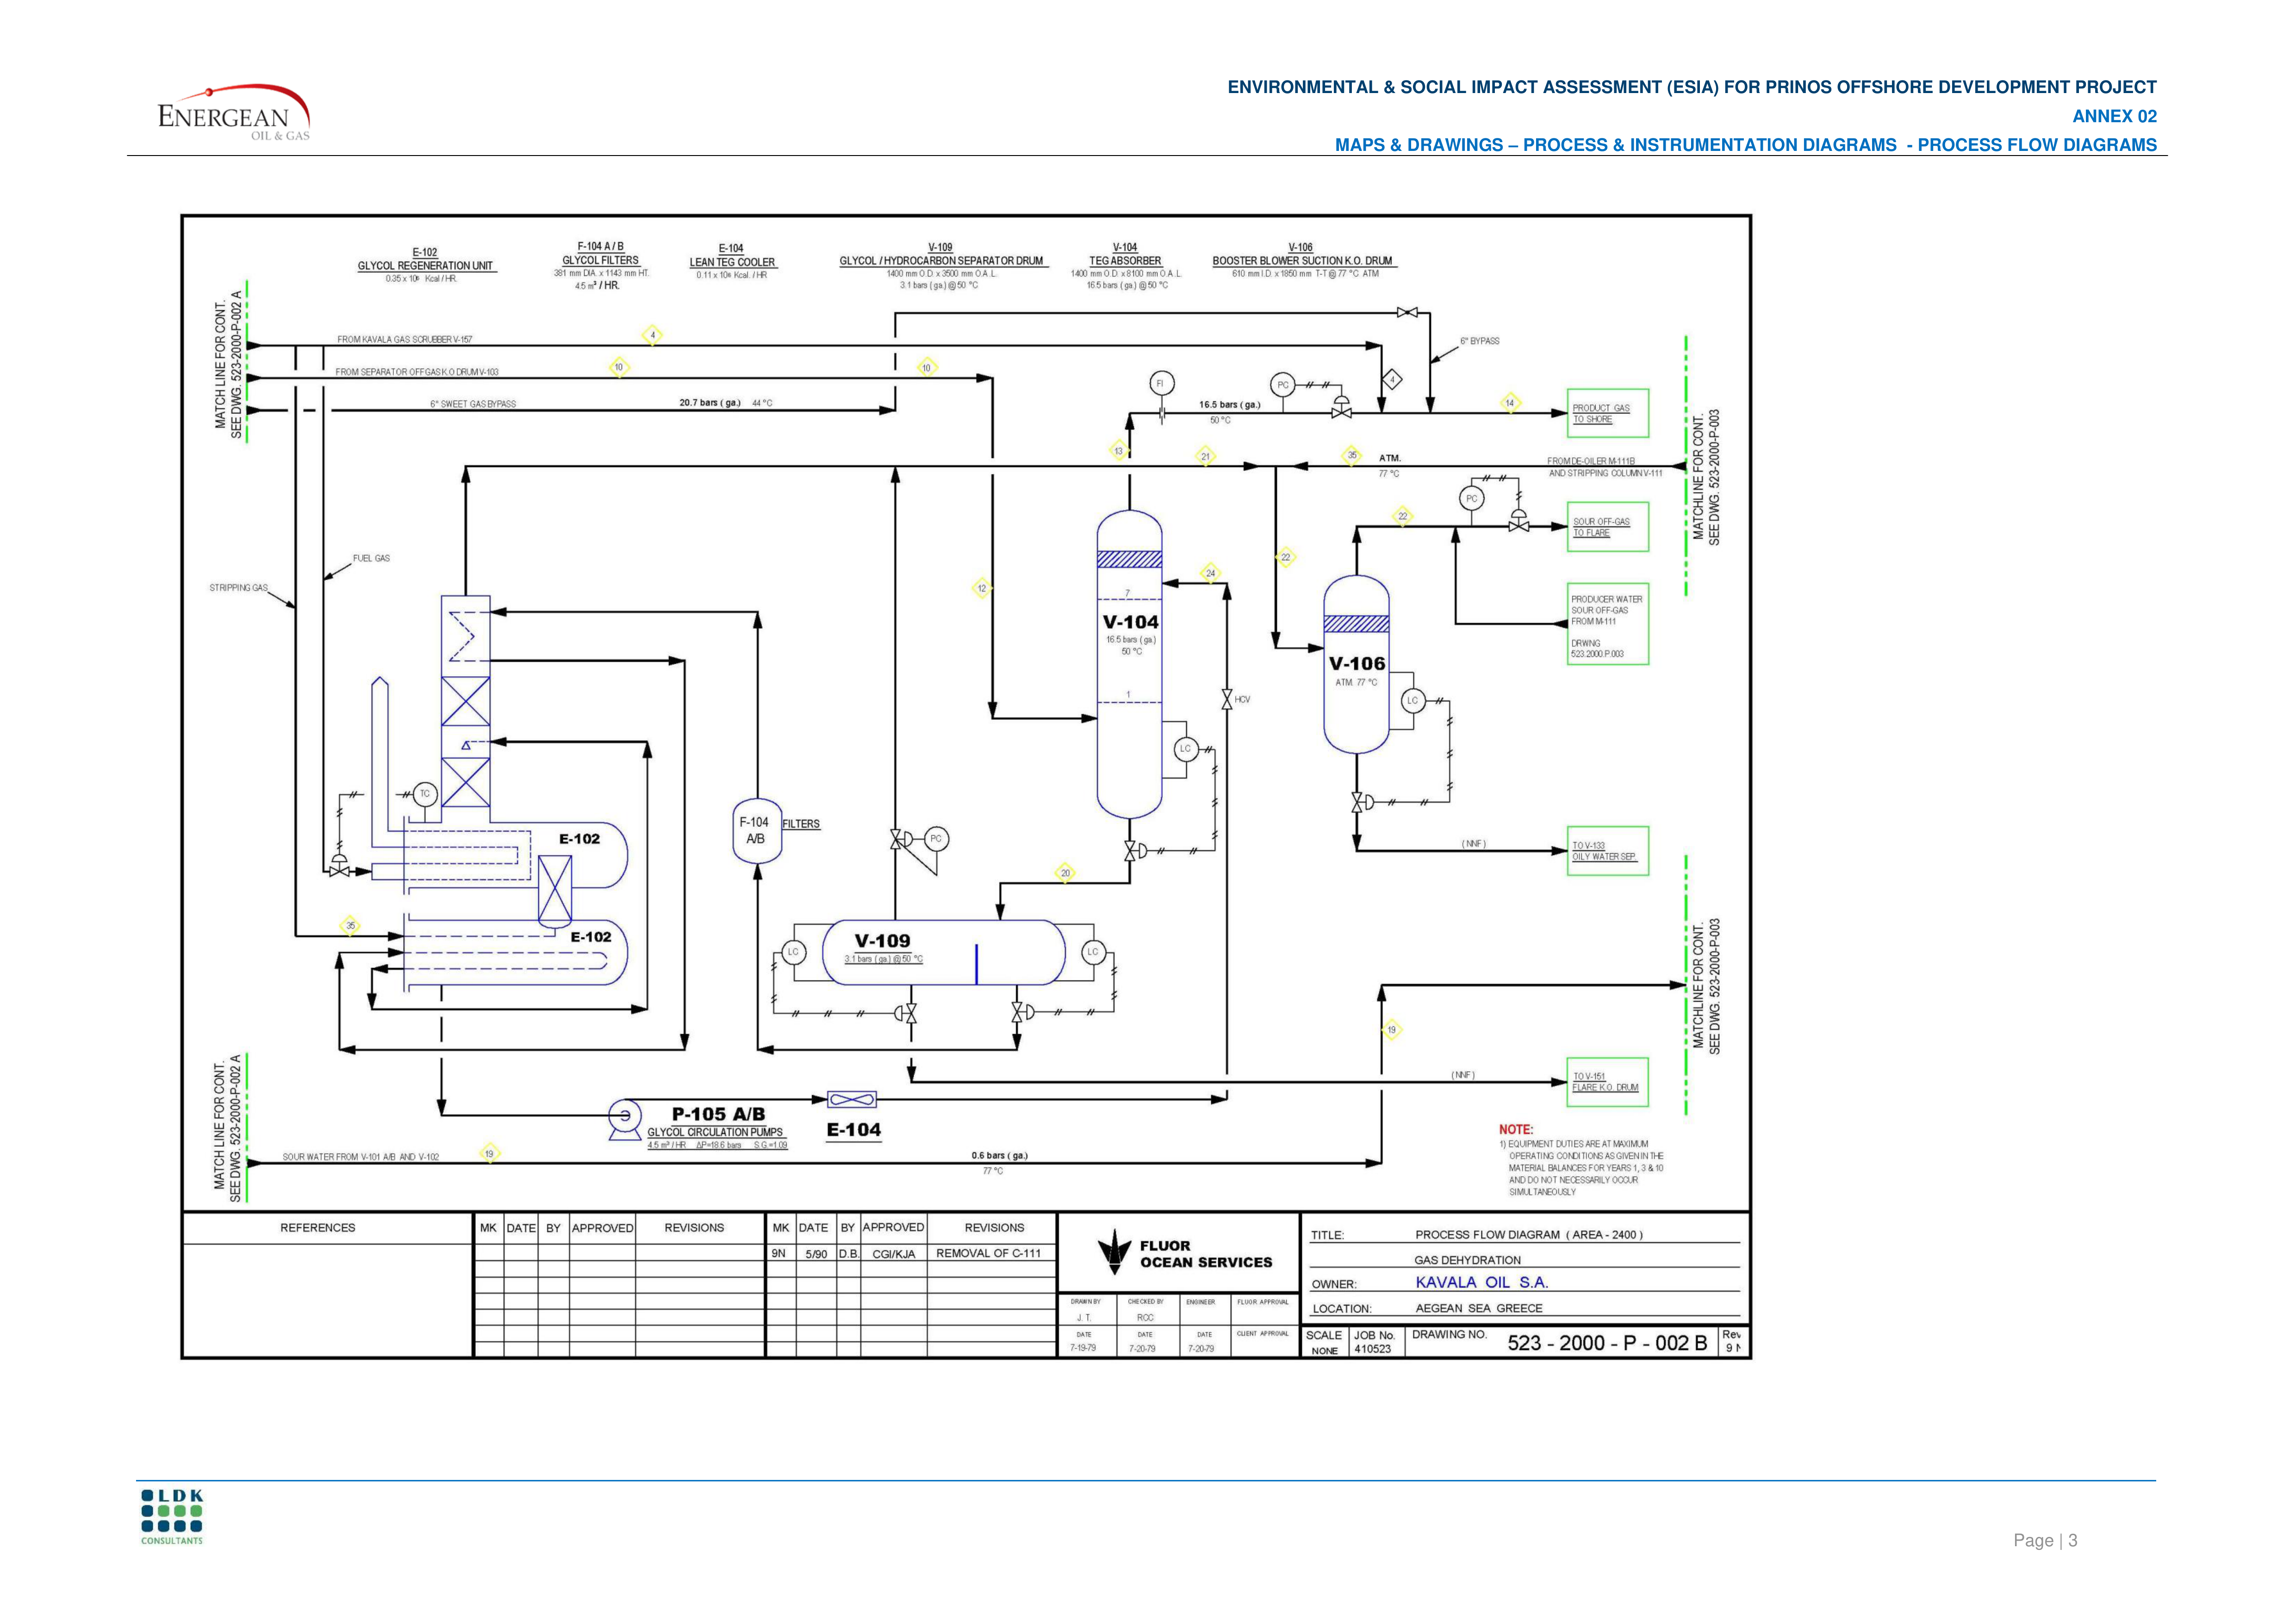 ENERGEAN
OIL & GAS
ENVIRONMENTAL & SOCIAL IMPACT ASSESSMENT (ESIA) FOR PRINOS OFFSHORE DEVELOPMENT PROJECT
ANNEX 02
MAPS & DRAWINGS – PROCESS & INSTRUMENTATION DIAGRAMS - PROCESS FLOW DIAGRAMS
E-102
GLYCOL REGENERATION UNIT
0.35 x 10⁶ Kcal / HR.
F-104 A / B
GLYCOL FILTERS
381 mm DIA. x 1143 mm HT.
4.5 m³ / HR.
E-104
LEAN TEG COOLER
0.11 x 10⁶ Kcal. / HR
V-109
GLYCOL / HYDROCARBON SEPARATOR DRUM
1400 mm O.D. x 3500 mm O.A.L.
3.1 bars ( ga.) @ 50 °C
V-104
TEG ABSORBER
1400 mm O.D. x 8100 mm O.A.L.
16.5 bars ( ga.) @ 50 °C
V-106
BOOSTER BLOWER SUCTION K.O. DRUM
610 mm I.D. x 1850 mm T-T @ 77 °C ATM
MATCH LINE FOR CONT.
SEE DWG. 523-2000-P-002 A
FROM KAVALA GAS SCRUBBER V-157
4
FROM SEPARATOR OFF GAS K.O DRUM V-103
10
10
6" SWEET GAS BYPASS
20.7 bars ( ga.) 44 °C
6" BYPASS
4
FI
PC
16.5 bars ( ga.)
50 °C
14
PRODUCT GAS
TO SHORE
MATCHLINE FOR CONT.
SEE DWG. 523-2000-P-003
13
21
35
ATM.
77 °C
FROM DE-OILER M-111B
AND STRIPPING COLUMN V-111
PC
22
SOUR OFF-GAS
TO FLARE
FUEL GAS
STRIPPING GAS
12
24
22
7
V-104
16.5 bars ( ga.)
50 °C
1
PRODUCER WATER
SOUR OFF-GAS
FROM M-111
DRWNG
523.2000.P.003
V-106
ATM. 77 °C
HCV
LC
LC
TC
F-104
A/B
FILTERS
E-102
PC
20
( NNF )
TO V-133
OILY WATER SEP.
35
E-102
V-109
3.1 bars ( ga.) @ 50 °C
LC
LC
MATCHLINE FOR CONT.
SEE DWG. 523-2000-P-003
19
( NNF )
TO V-151
FLARE K.O. DRUM
MATCH LINE FOR CONT.
SEE DWG. 523-2000-P-002 A
P-105 A/B
GLYCOL CIRCULATION PUMPS
4.5 m³ / HR ΔP=18.6 bars S.G.=1.09
E-104
SOUR WATER FROM V-101 A/B AND V-102
19
0.6 bars ( ga.)
77 °C
NOTE:
1) EQUIPMENT DUTIES ARE AT MAXIMUM
OPERATING CONDITIONS AS GIVEN IN THE
MATERIAL BALANCES FOR YEARS 1, 3 & 10
AND DO NOT NECESSARILY OCCUR
SIMULTANEOUSLY
REFERENCES
MK DATE BY APPROVED REVISIONS
MK DATE BY APPROVED REVISIONS
9N 5/90 D.B. CGI/KJA REMOVAL OF C-111
FLUOR
OCEAN SERVICES
DRAWN BY CHECKED BY ENGINEER FLUOR APPROVAL
J. T. RCC
DATE DATE DATE CLIENT APPROVAL
7-19-79 7-20-79 7-20-79
TITLE: PROCESS FLOW DIAGRAM ( AREA - 2400 )
GAS DEHYDRATION
OWNER: KAVALA OIL S.A.
LOCATION: AEGEAN SEA GREECE
SCALE NONE
JOB No. 410523
DRAWING NO. 523 - 2000 - P - 002 B
Rev. 9 N
LDK
CONSULTANTS
Page | 3